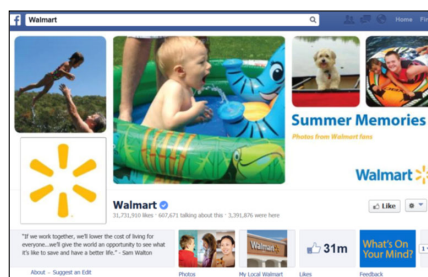 Walmart
Home
Summer Memories
Photos from Walmart fans
Walmart
Walmart
31,731,950 likes · 607,671 talking about this · 3,391,876 were here
Like
"If we work together, we'll lower the cost of living for
everyone...we'll give the world an opportunity to see what
it's like to save and have a better life." - Sam Walton
About - Suggest an Edit
Walmart
31m
What's On
Your Mind?
Photos
My Local Walmart
Likes
Feedback